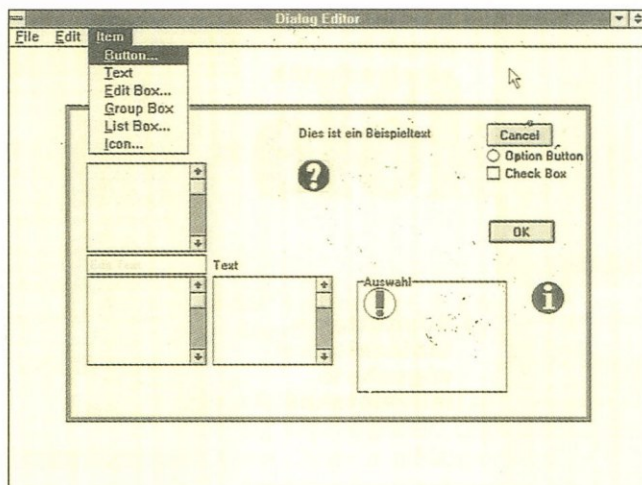 Dialog Editor
File Edit Item
Button...
Text
Edit Box...
Group Box
List Box...
Icon...
Dies ist ein Beispieltext
Cancel
Option Button
Check Box
OK
Text
Auswahl